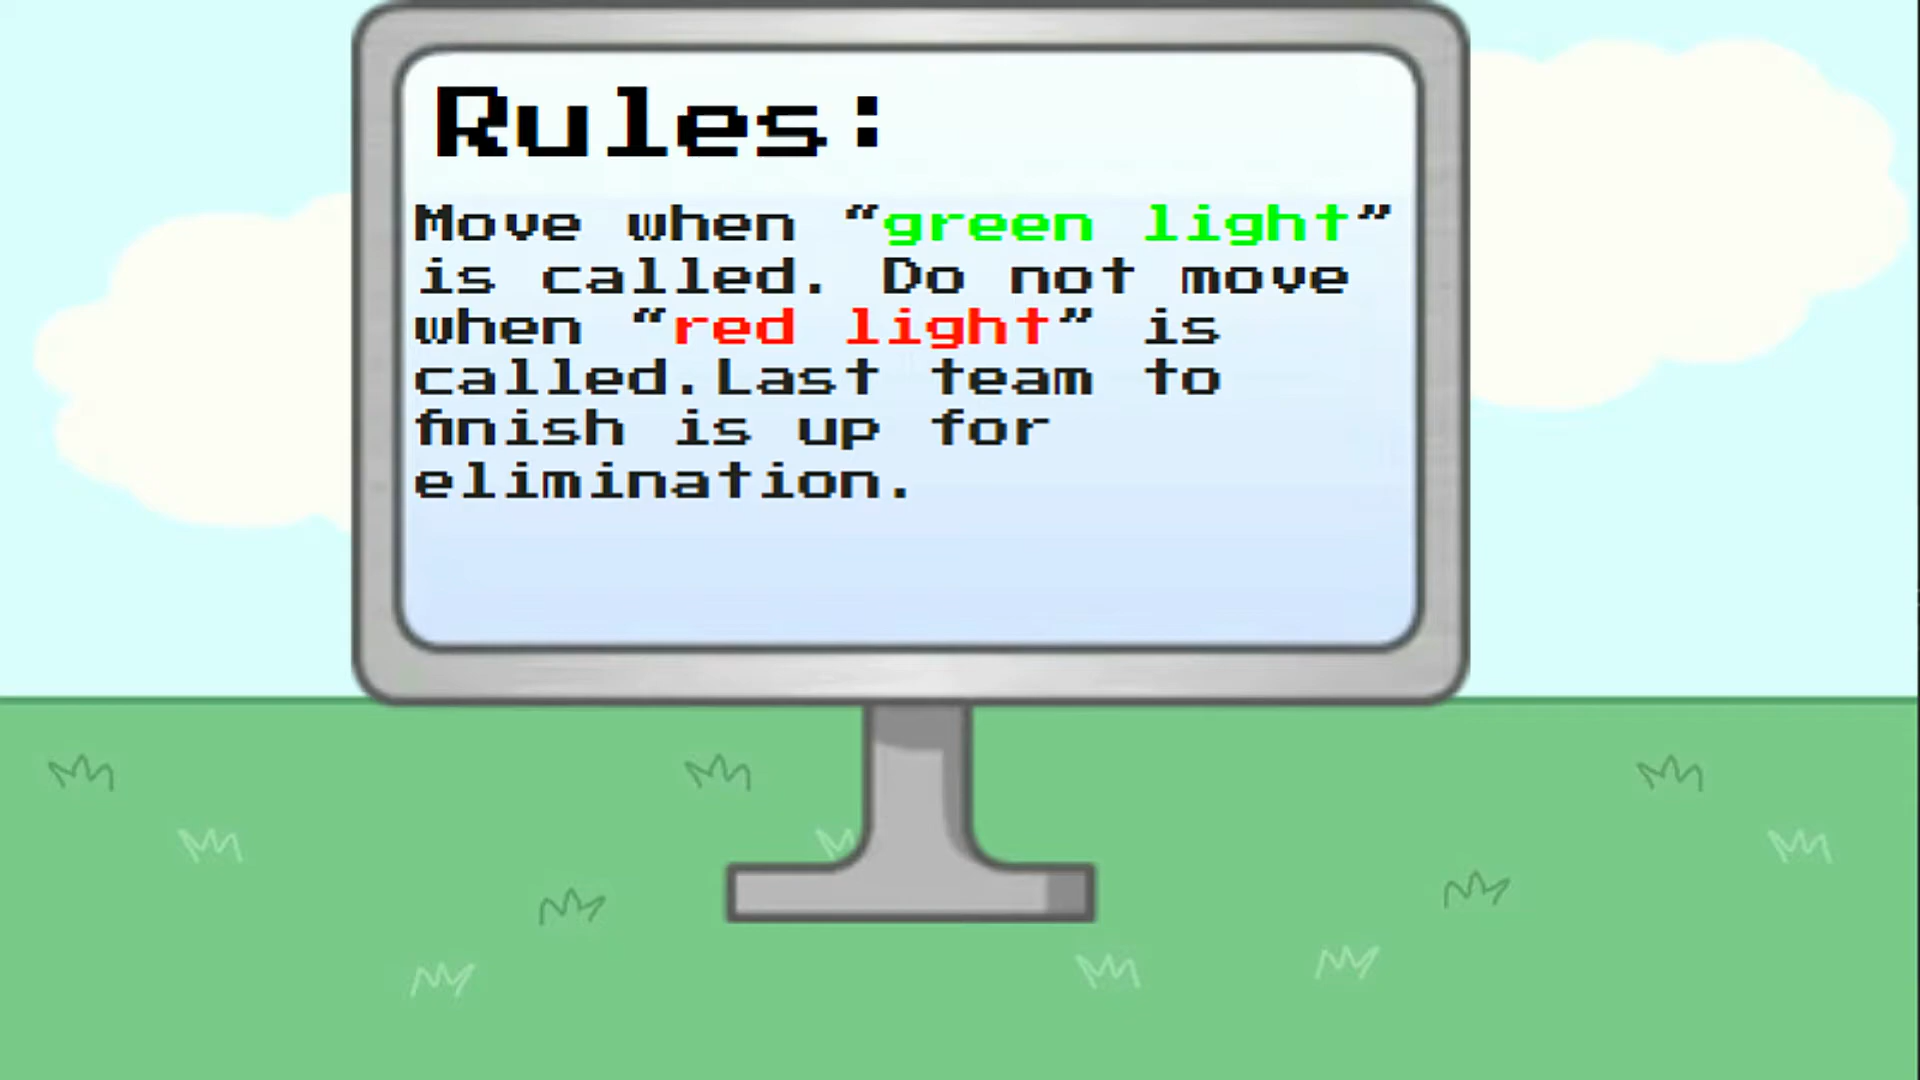 Rules:
Move when “green light”
is called. Do not move
when “red light” is
called.Last team to
finish is up for
elimination.